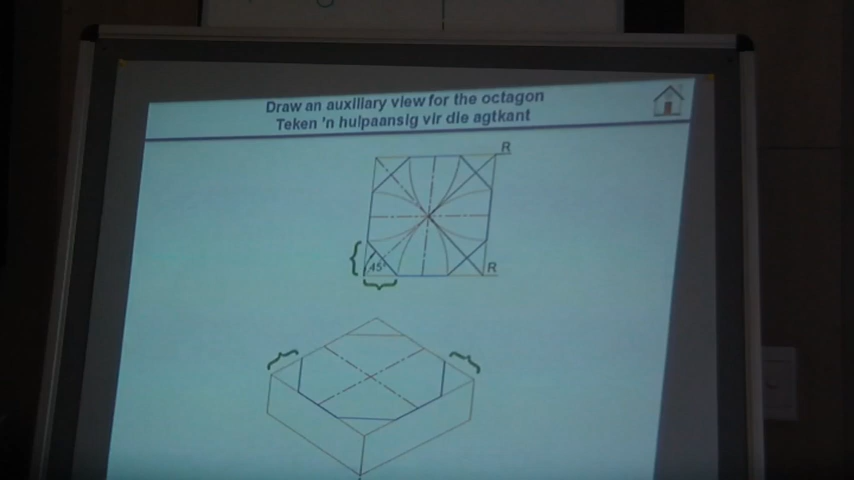 Draw an auxiliary view for the octagon
Teken 'n hulpaansig vir die agtkant
R
45°
R